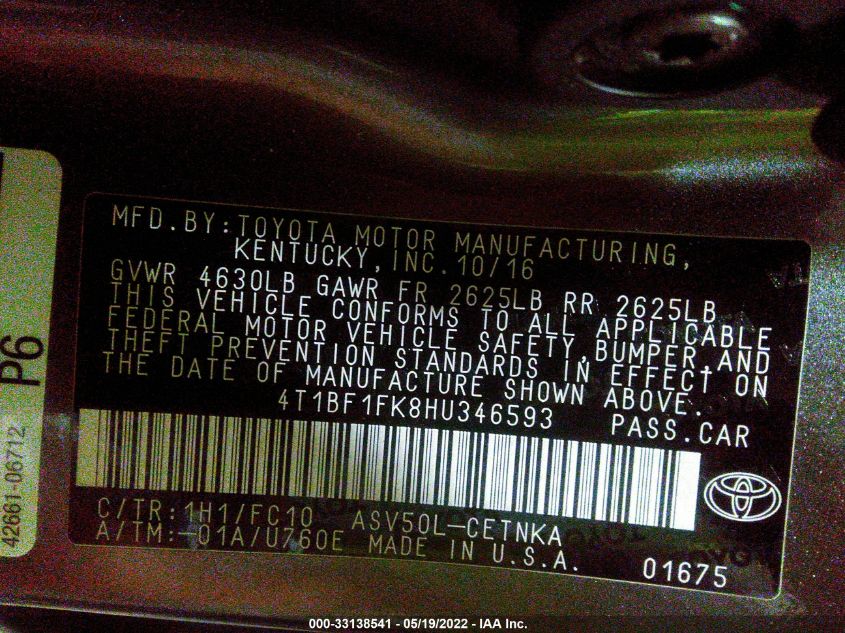 MFD.BY:TOYOTA MOTOR MANUFACTURING,
KENTUCKY,INC.10/16
GVWR 4630LB GAWR FR 2625LB RR 2625LB
THIS VEHICLE CONFORMS TO ALL APPLICABLE
FEDERAL MOTOR VEHICLE SAFETY,BUMPER,AND
THEFT PREVENTION STANDARDS IN EFFECT ON
THE DATE OF MANUFACTURE SHOWN ABOVE.
4T1BF1FK8HU346593 PASS.CAR
C/TR:1H1/FC10 ASV50L-CETNKA
A/TM:-01A/U760E MADE IN U.S.A.
01675
P6
42661-06712
000-33138541 - 05/19/2022 - IAA Inc.